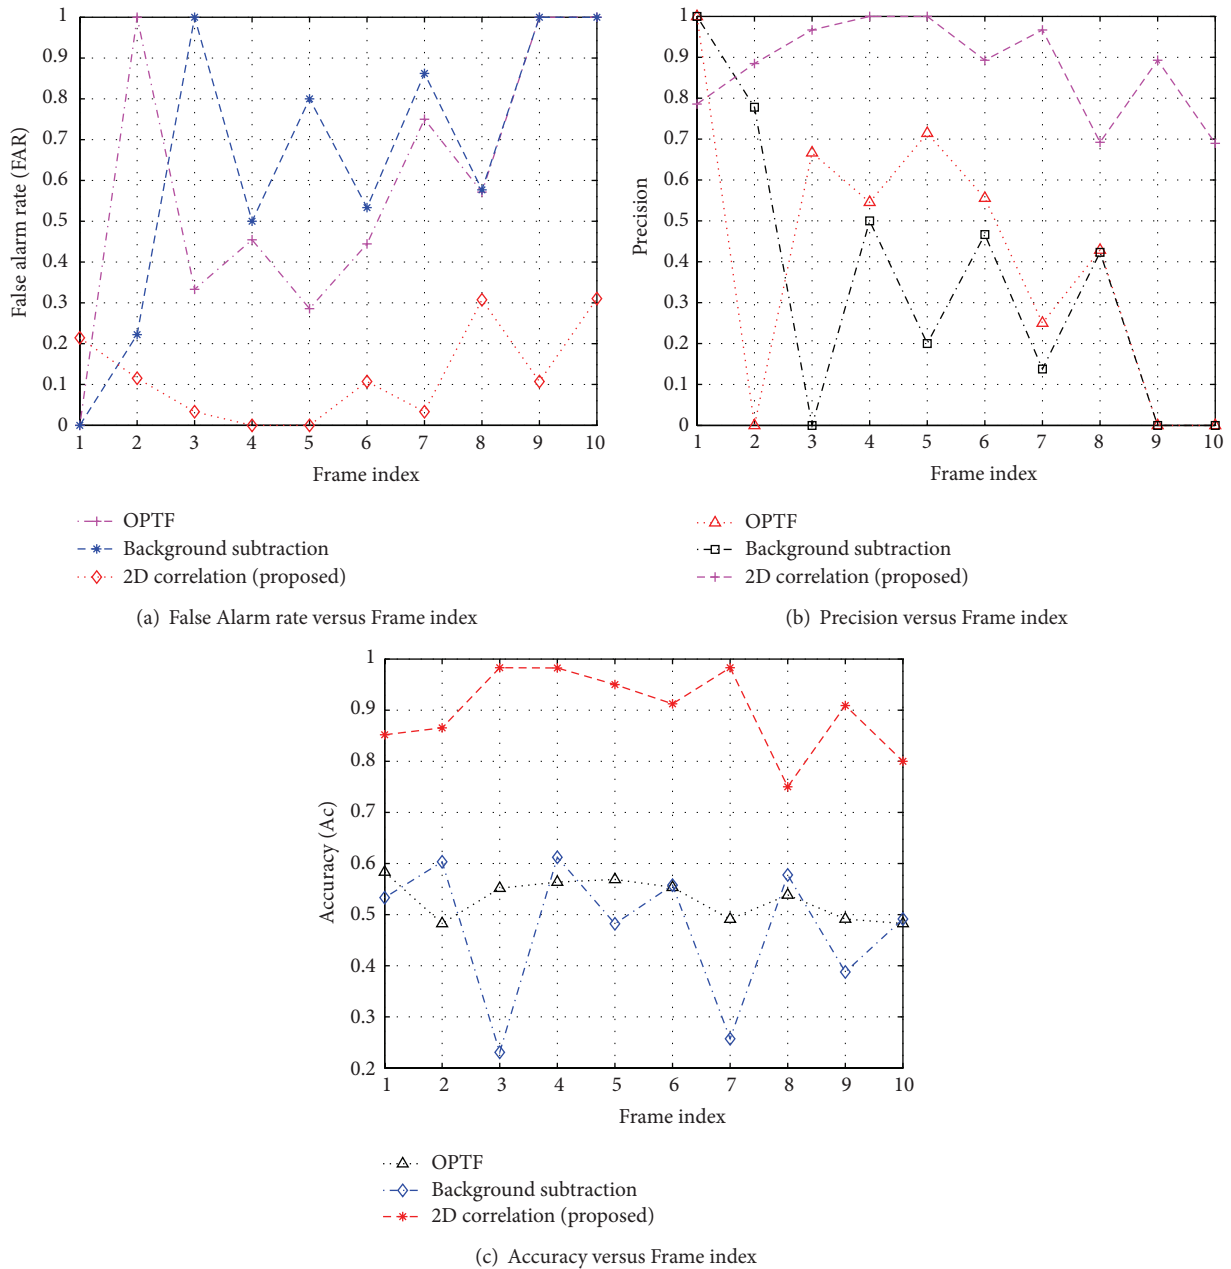 1
0.9
0.8
0.7
0.6
0.5
0.4
0.3
0.2
0.1
0
False alarm rate (FAR)
1 2 3 4 5 6 7 8 9 10
Frame index
OPTF
Background subtraction
2D correlation (proposed)
(a) False Alarm rate versus Frame index
1
0.9
0.8
0.7
0.6
0.5
0.4
0.3
0.2
0.1
0
Precision
1 2 3 4 5 6 7 8 9 10
Frame index
OPTF
Background subtraction
2D correlation (proposed)
(b) Precision versus Frame index
1
0.9
0.8
0.7
0.6
0.5
0.4
0.3
0.2
Accuracy (Ac)
1 2 3 4 5 6 7 8 9 10
Frame index
OPTF
Background subtraction
2D correlation (proposed)
(c) Accuracy versus Frame index